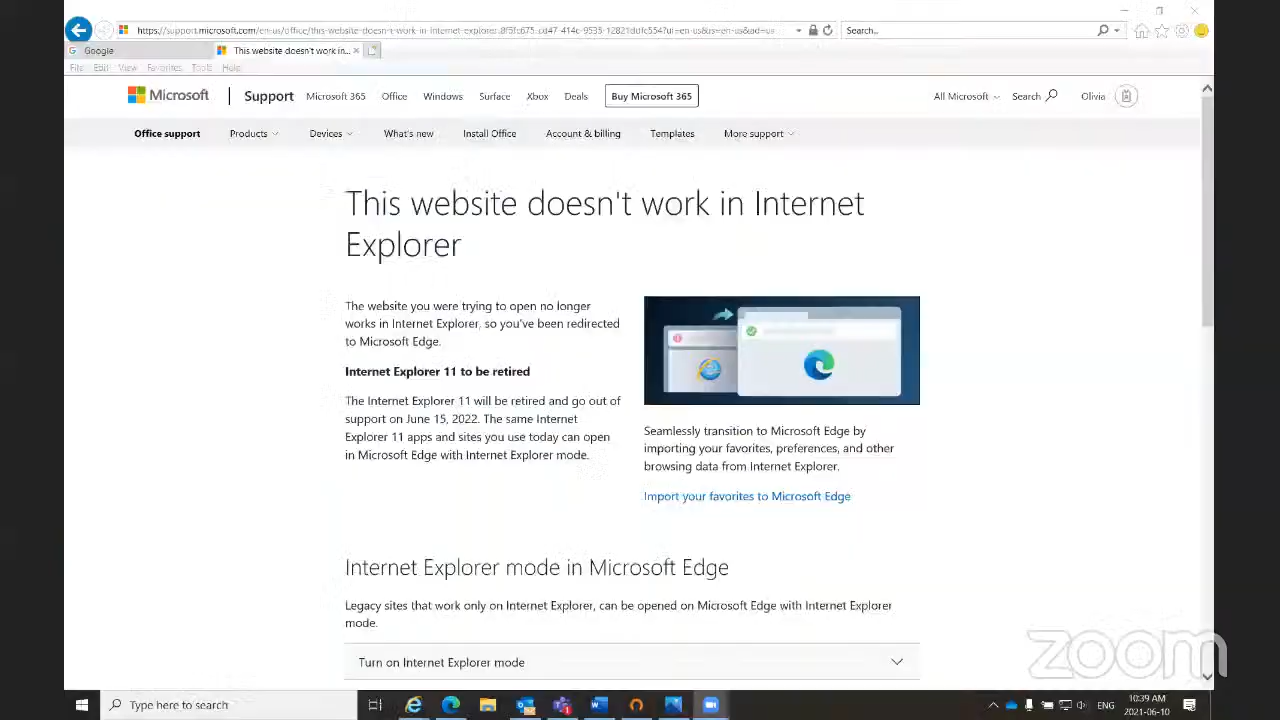 Search...
Google
This website doesn't work in...
File Edit View Favorites Tools Help
Microsoft Support Microsoft 365 Office Windows Surface Xbox Deals Buy Microsoft 365 All Microsoft Search Olivia
Office support Products Devices What's new Install Office Account & billing Templates More support
This website doesn't work in Internet
Explorer
The website you were trying to open no longer
works in Internet Explorer, so you've been redirected
to Microsoft Edge.
Internet Explorer 11 to be retired
The Internet Explorer 11 will be retired and go out of
support on June 15, 2022. The same Internet
Explorer 11 apps and sites you use today can open
in Microsoft Edge with Internet Explorer mode.
Seamlessly transition to Microsoft Edge by
importing your favorites, preferences, and other
browsing data from Internet Explorer.
Import your favorites to Microsoft Edge
Internet Explorer mode in Microsoft Edge
Legacy sites that work only on Internet Explorer, can be opened on Microsoft Edge with Internet Explorer
mode.
Turn on Internet Explorer mode
zoom
Type here to search
ENG
10:39 AM
2021-06-10